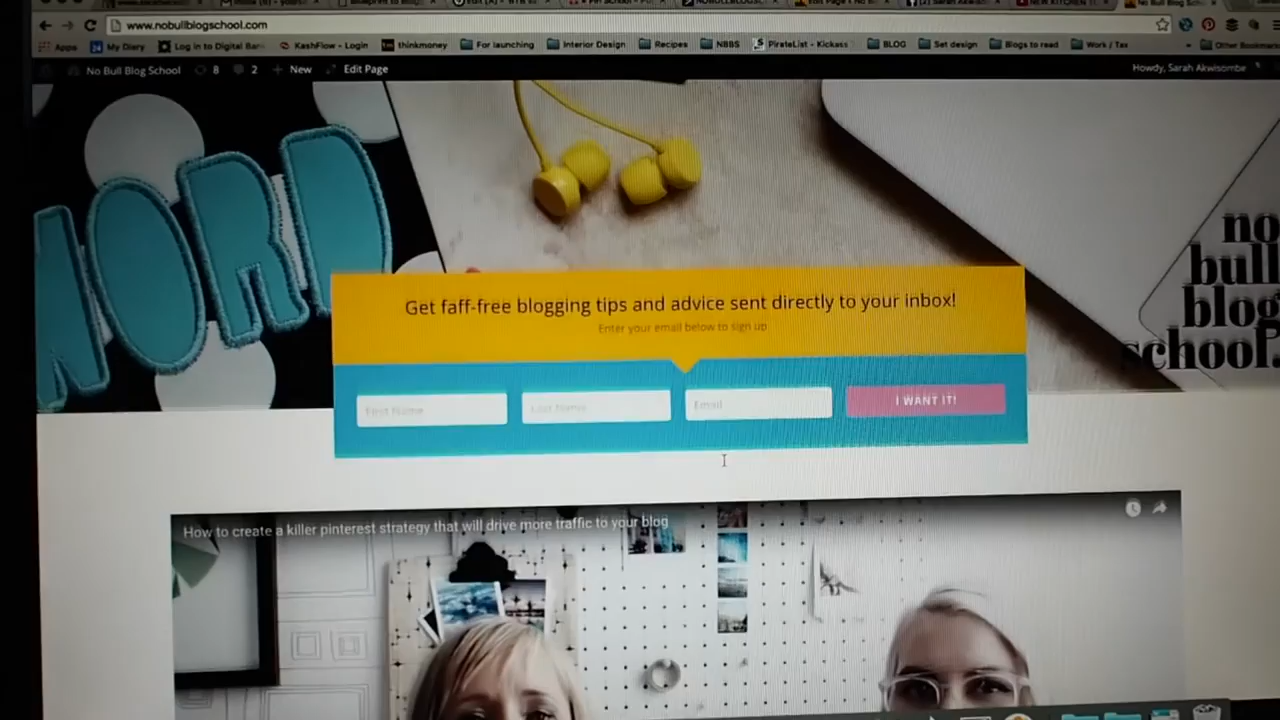 www.nobullblogschool.com
Apps My Diary Log in to Digital Bar KashFlow - Login thinkmoney For launching Interior Design Recipes NBBS PirateList - Kickass BLOG Set design Blogs to read Work / Tax Other Bookmar
No Bull Blog School 8 2 + New Edit Page Howdy, Sarah Akwisombe
WORD
no
bull
blog
school.
Get faff-free blogging tips and advice sent directly to your inbox!
Enter your email below to sign up
First Name Last Name Email I WANT IT!
How to create a killer pinterest strategy that will drive more traffic to your blog